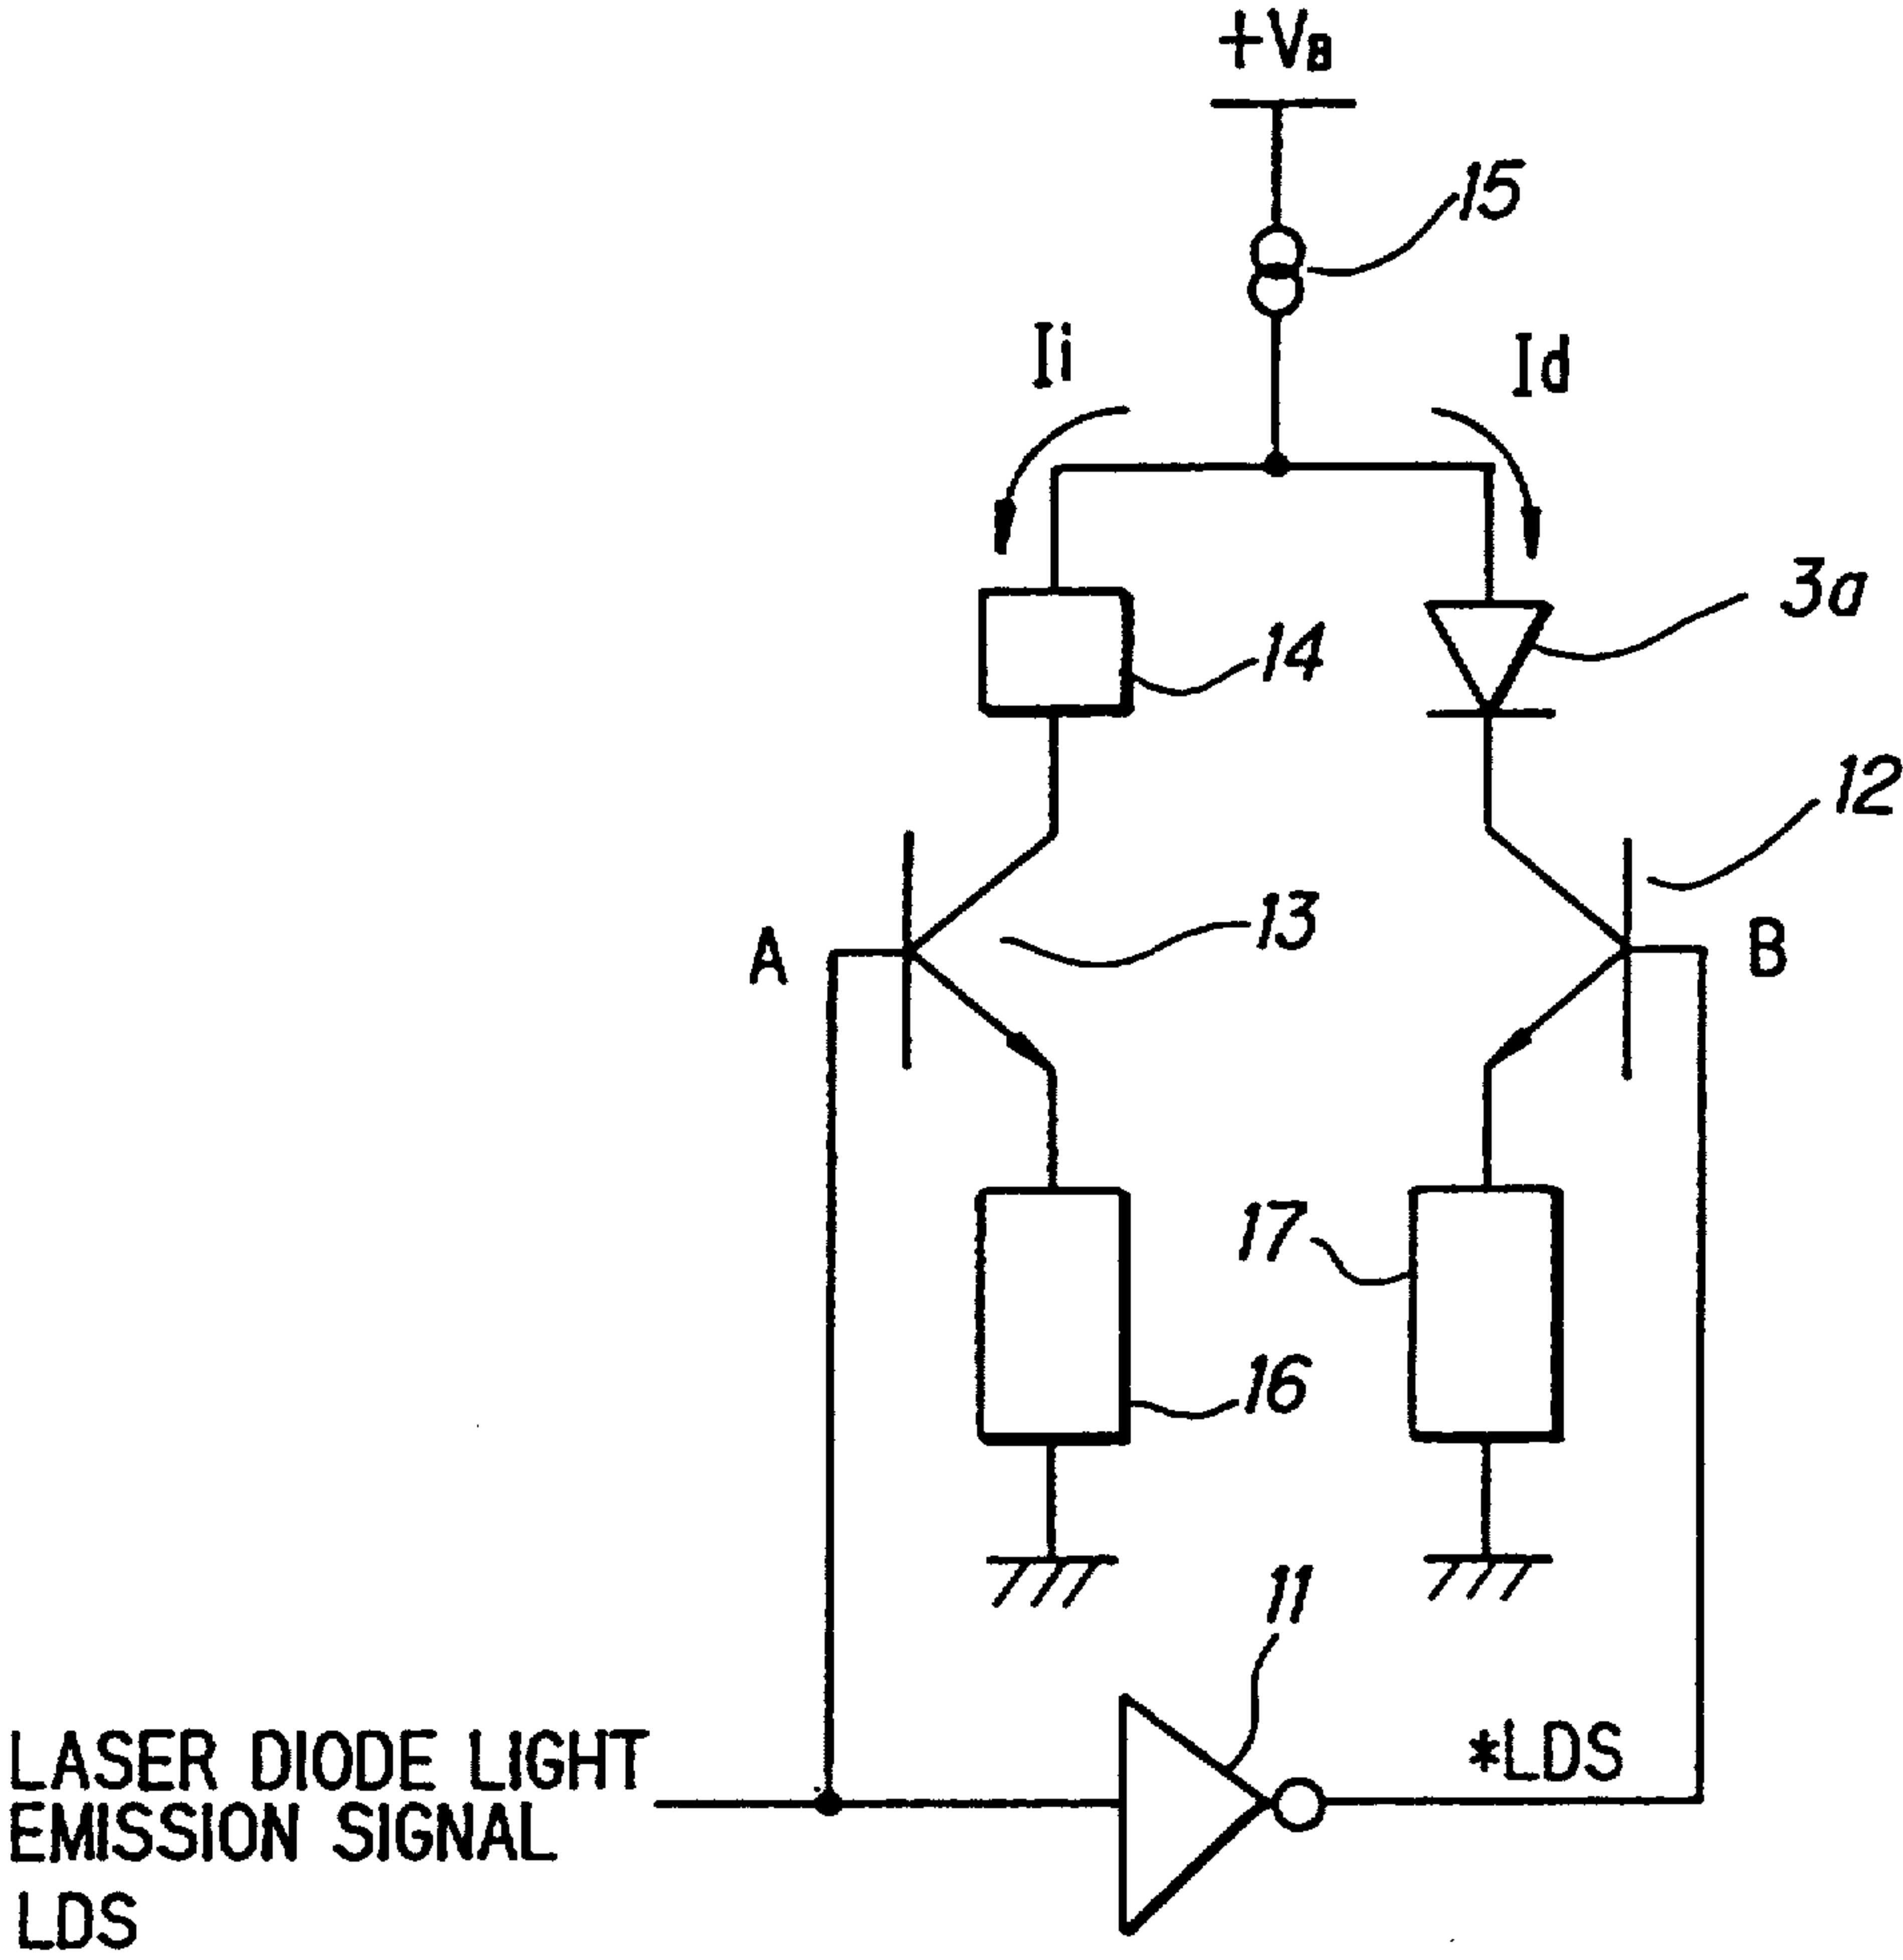 +VB
15
Ii
Id
3a
14
12
13
A
B
17
16
11
LASER DIODE LIGHT
EMISSION SIGNAL
LDS
*LDS